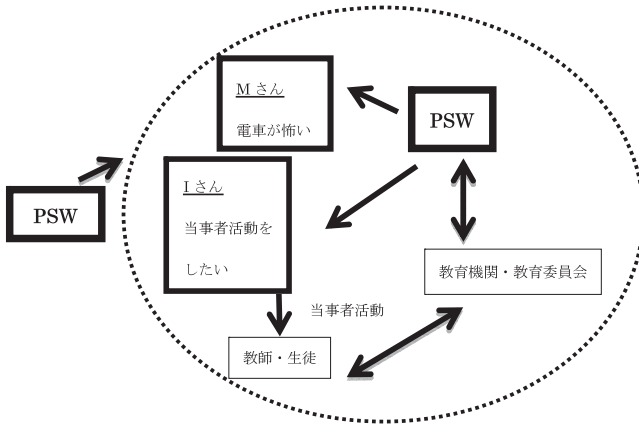 Mさん
電車が怖い
PSW
Iさん
当事者活動を
したい
PSW
教育機関・教育委員会
当事者活動
教師・生徒